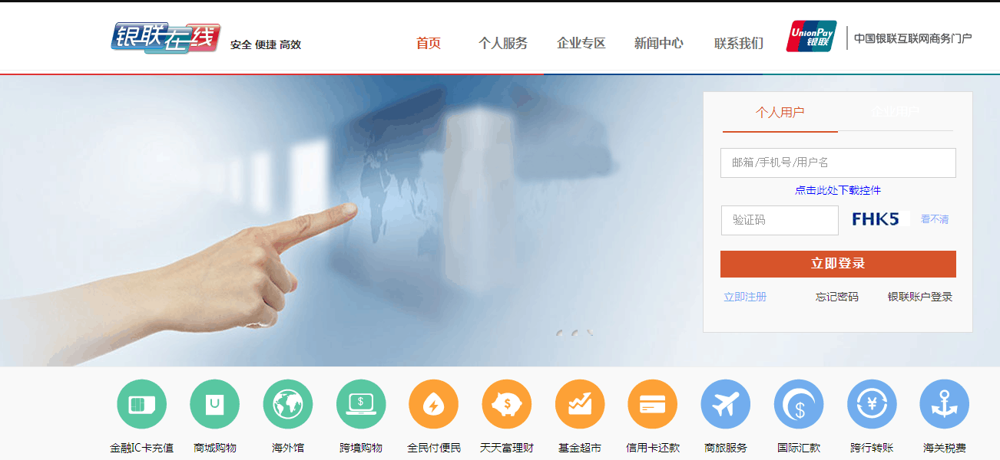 银联在线
安全 便捷 高效
首页
个人服务
企业专区
新闻中心
联系我们
UnionPay
银联
中国银联互联网商务门户
个人用户
企业用户
邮箱/手机号/用户名
点击此处下载控件
验证码
FHK5
看不清
立即登录
立即注册
忘记密码
银联账户登录
金融IC卡充值
商城购物
海外馆
跨境购物
全民付便民
天天富理财
基金超市
信用卡还款
商旅服务
国际汇款
跨行转账
海关税费